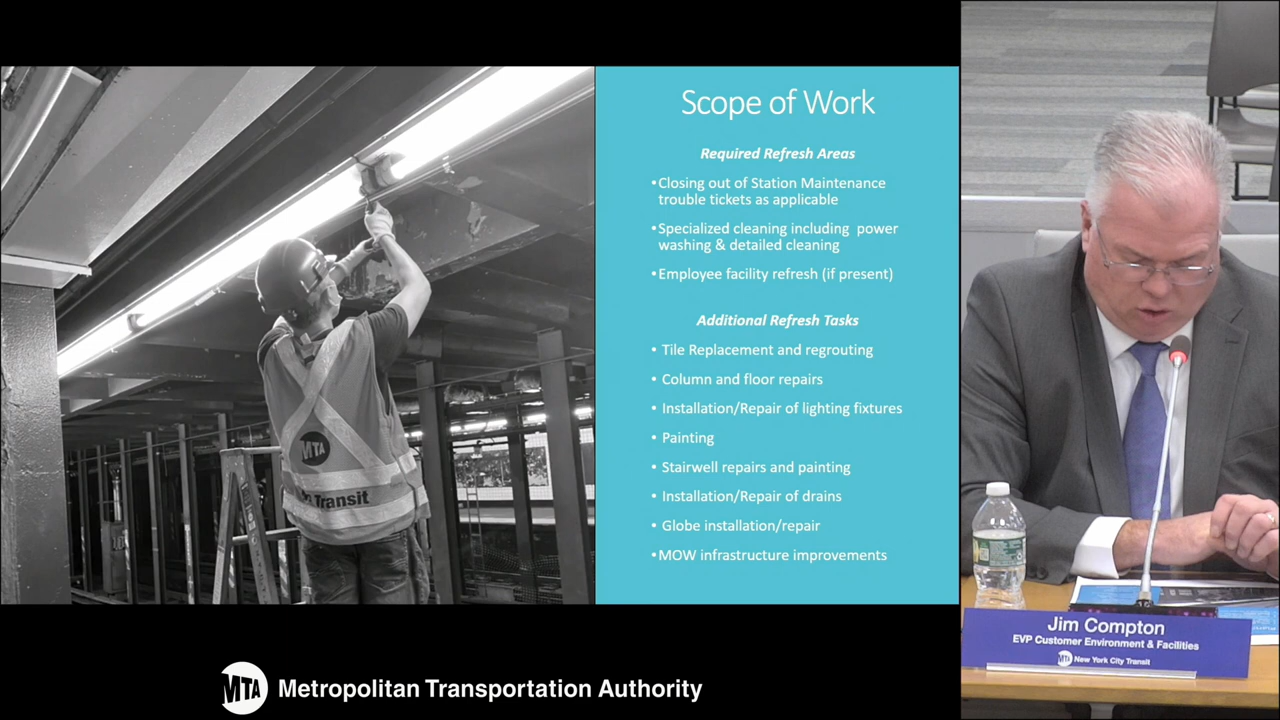 Scope of Work
Required Refresh Areas
•Closing out of Station Maintenance
trouble tickets as applicable
•Specialized cleaning including power
washing & detailed cleaning
•Employee facility refresh (if present)
Additional Refresh Tasks
• Tile Replacement and regrouting
• Column and floor repairs
• Installation/Repair of lighting fixtures
• Painting
• Stairwell repairs and painting
• Installation/Repair of drains
• Globe installation/repair
•MOW infrastructure improvements
MTA
Transit
Jim Compton
EVP Customer Environment & Facilities
MTA New York City Transit
MTA Metropolitan Transportation Authority